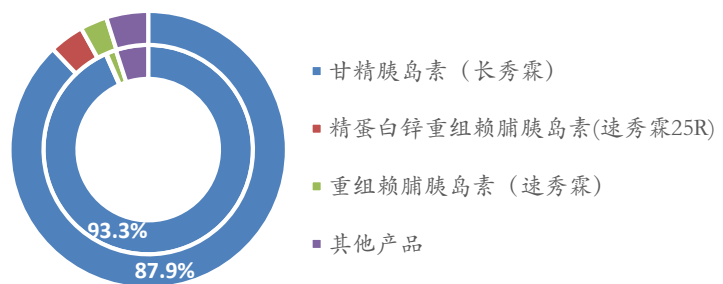 甘精胰岛素（长秀霖）
精蛋白锌重组赖脯胰岛素(速秀霖25R)
重组赖脯胰岛素（速秀霖）
其他产品
93.3%
87.9%